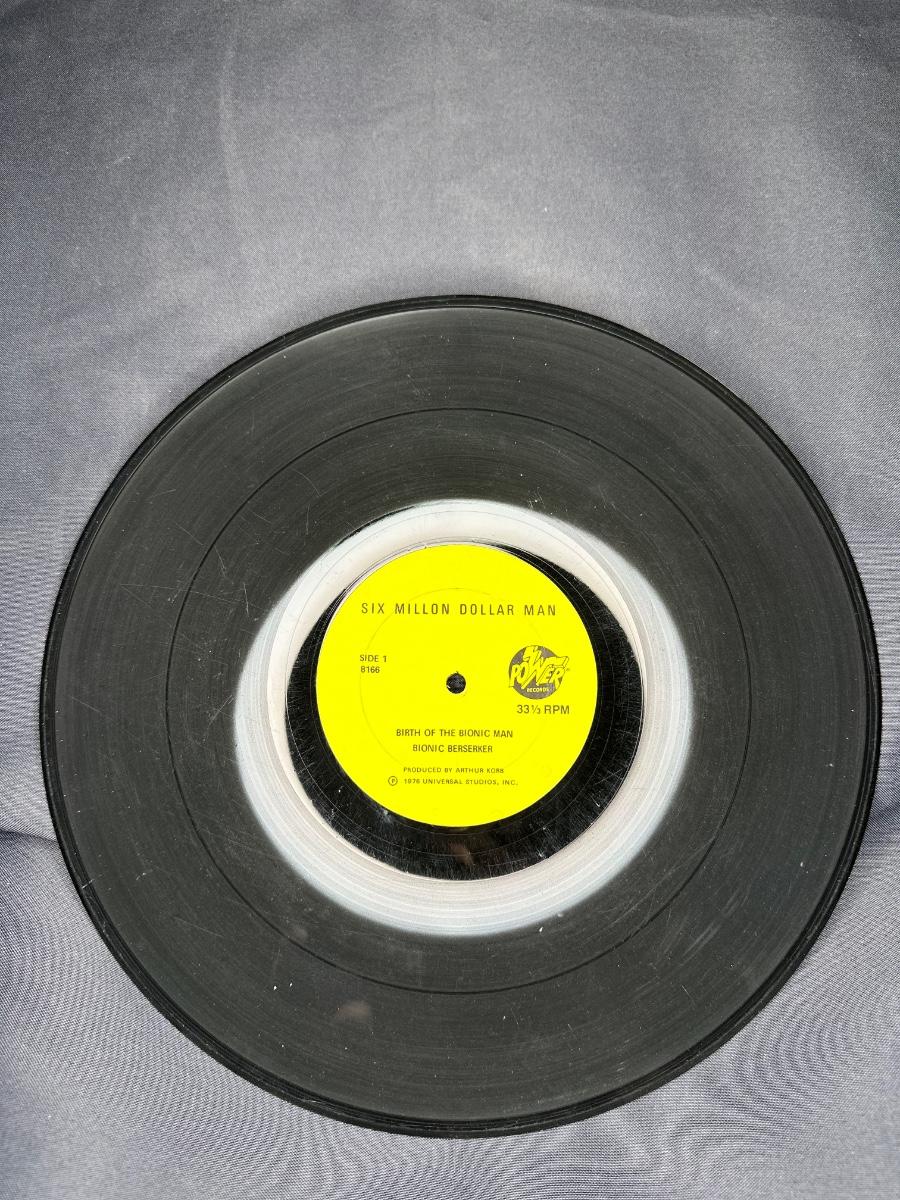 SIX MILLON DOLLAR MAN
SIDE 1
8166
POWER
RECORDS
33⅓ RPM
BIRTH OF THE BIONIC MAN
BIONIC BERSERKER
PRODUCED BY ARTHUR KORB
Ⓟ 1976 UNIVERSAL STUDIOS, INC.